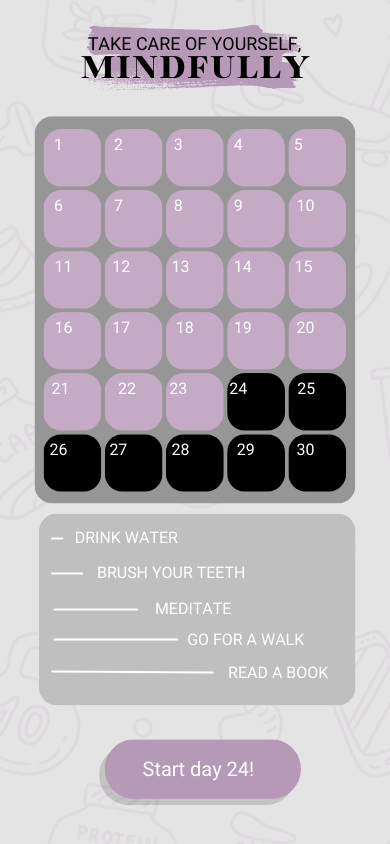 TAKE CARE OF YOURSELF,
MINDFULLY
1 2 3 4 5
6 7 8 9 10
11 12 13 14 15
16 17 18 19 20
21 22 23 24 25
26 27 28 29 30
DRINK WATER
BRUSH YOUR TEETH
MEDITATE
GO FOR A WALK
READ A BOOK
10
Start day 24!
PROTEIN